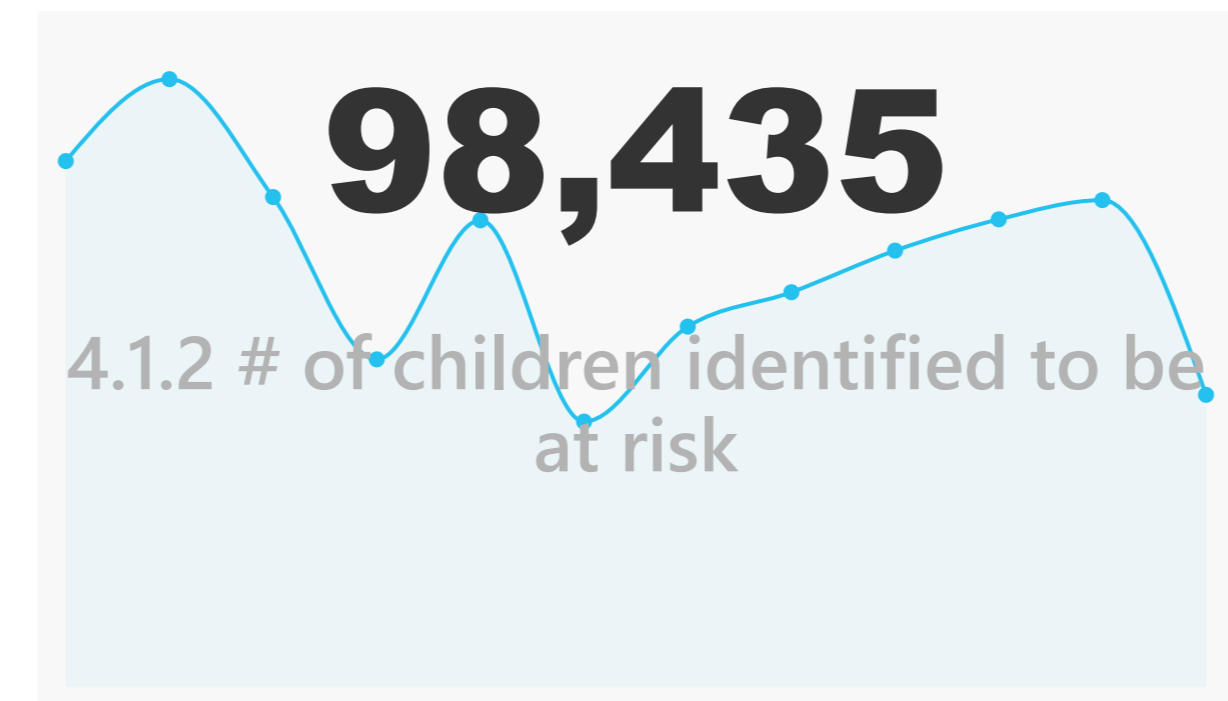 98,435
4.1.2 # of children identified to be
at risk